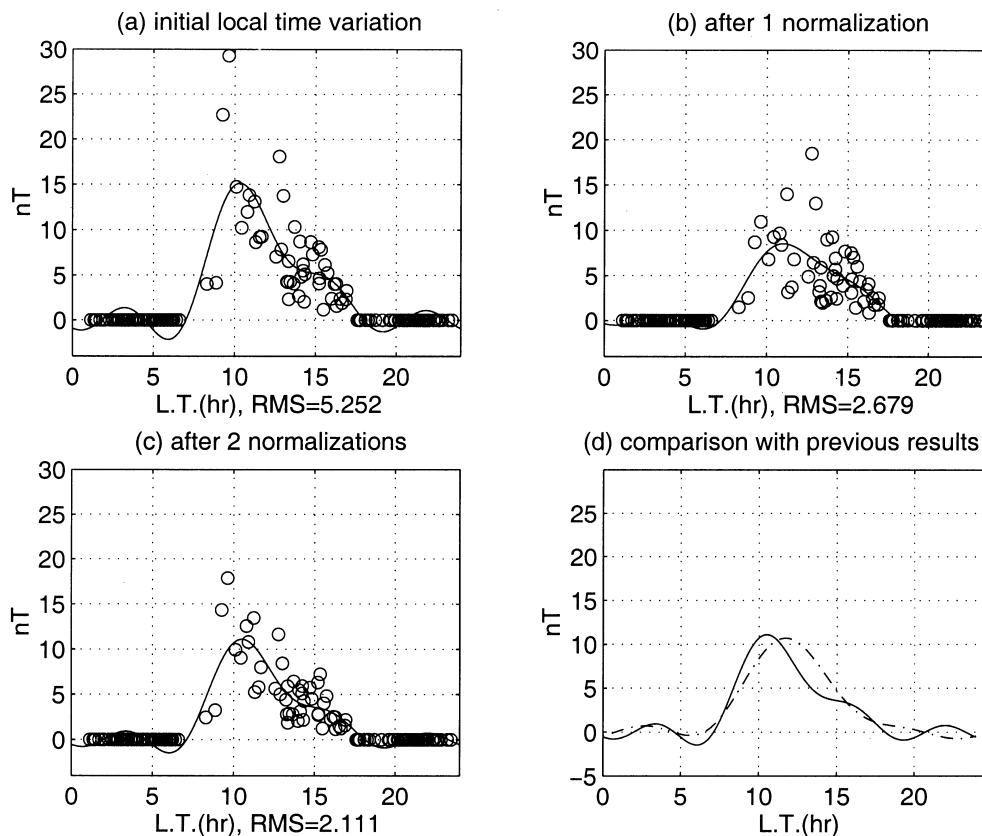 (a) initial local time variation
(b) after 1 normalization
30
25
20
15
10
5
0
nT
0 5 10 15 20
L.T.(hr), RMS=5.252
30
25
20
15
10
5
0
nT
0 5 10 15 20
L.T.(hr), RMS=2.679
(c) after 2 normalizations
(d) comparison with previous results
30
25
20
15
10
5
0
nT
0 5 10 15 20
L.T.(hr), RMS=2.111
25
20
15
10
5
0
−5
nT
0 5 10 15 20
L.T.(hr)